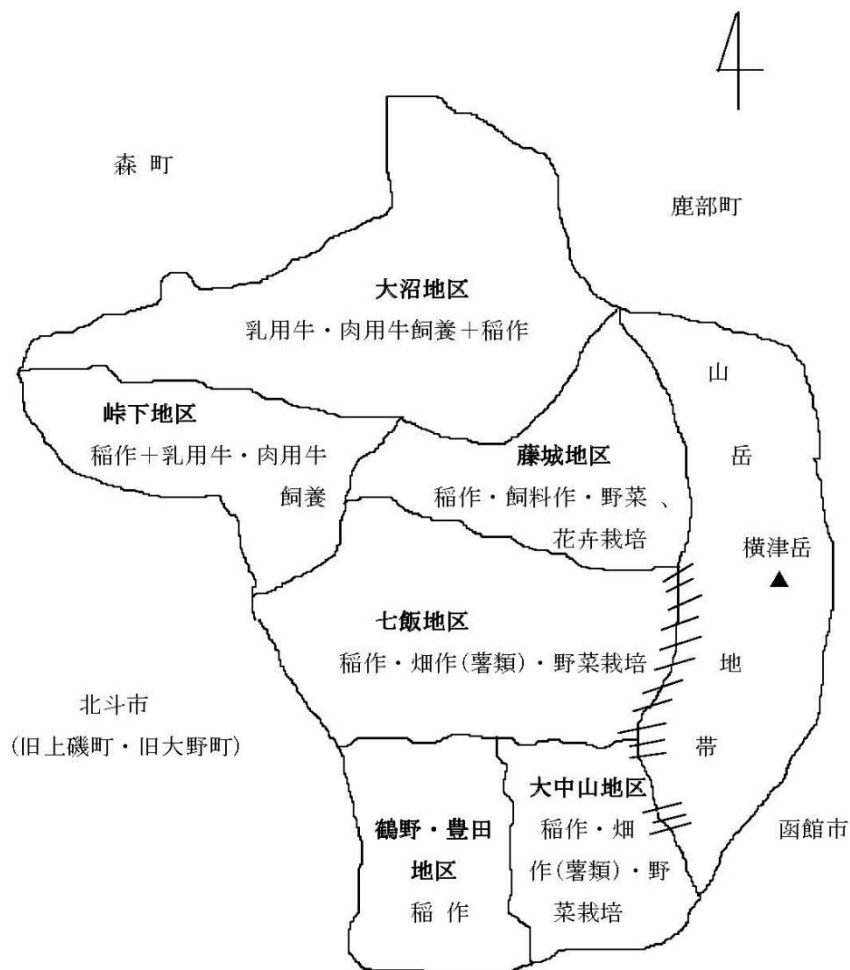 森 町
鹿部町
大沼地区
乳用牛・肉用牛飼養＋稲作
山
岳
地
帯
峠下地区
稲作＋乳用牛・肉用牛
飼養
藤城地区
稲作・飼料作・野菜 、
花卉栽培
横津岳
七飯地区
稲作・畑作(薯類)・野菜栽培
北斗市
(旧上磯町・旧大野町)
大中山地区
稲作・畑
作(薯類)・野
菜栽培
鶴野・豊田
地区
稲 作
函館市